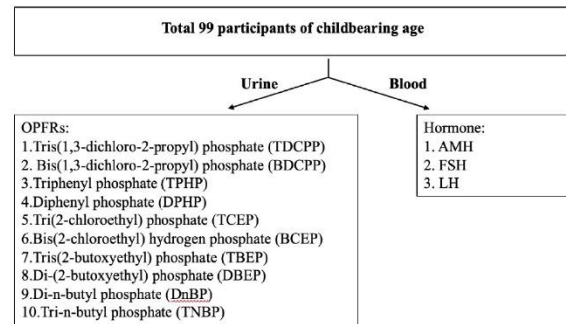 Total 99 participants of childbearing age
Urine
Blood
OPFRs:
1.Tris(1,3-dichloro-2-propyl) phosphate (TDCPP)
2. Bis(1,3-dichloro-2-propyl) phosphate (BDCPP)
3.Triphenyl phosphate (TPHP)
4.Diphenyl phosphate (DPHP)
5.Tri(2-chloroethyl) phosphate (TCEP)
6.Bis(2-chloroethyl) hydrogen phosphate (BCEP)
7.Tris(2-butoxyethyl) phosphate (TBEP)
8.Di-(2-butoxyethyl) phosphate (DBEP)
9.Di-n-butyl phosphate (DnBP)
10.Tri-n-butyl phosphate (TNBP)
Hormone:
1. AMH
2. FSH
3. LH